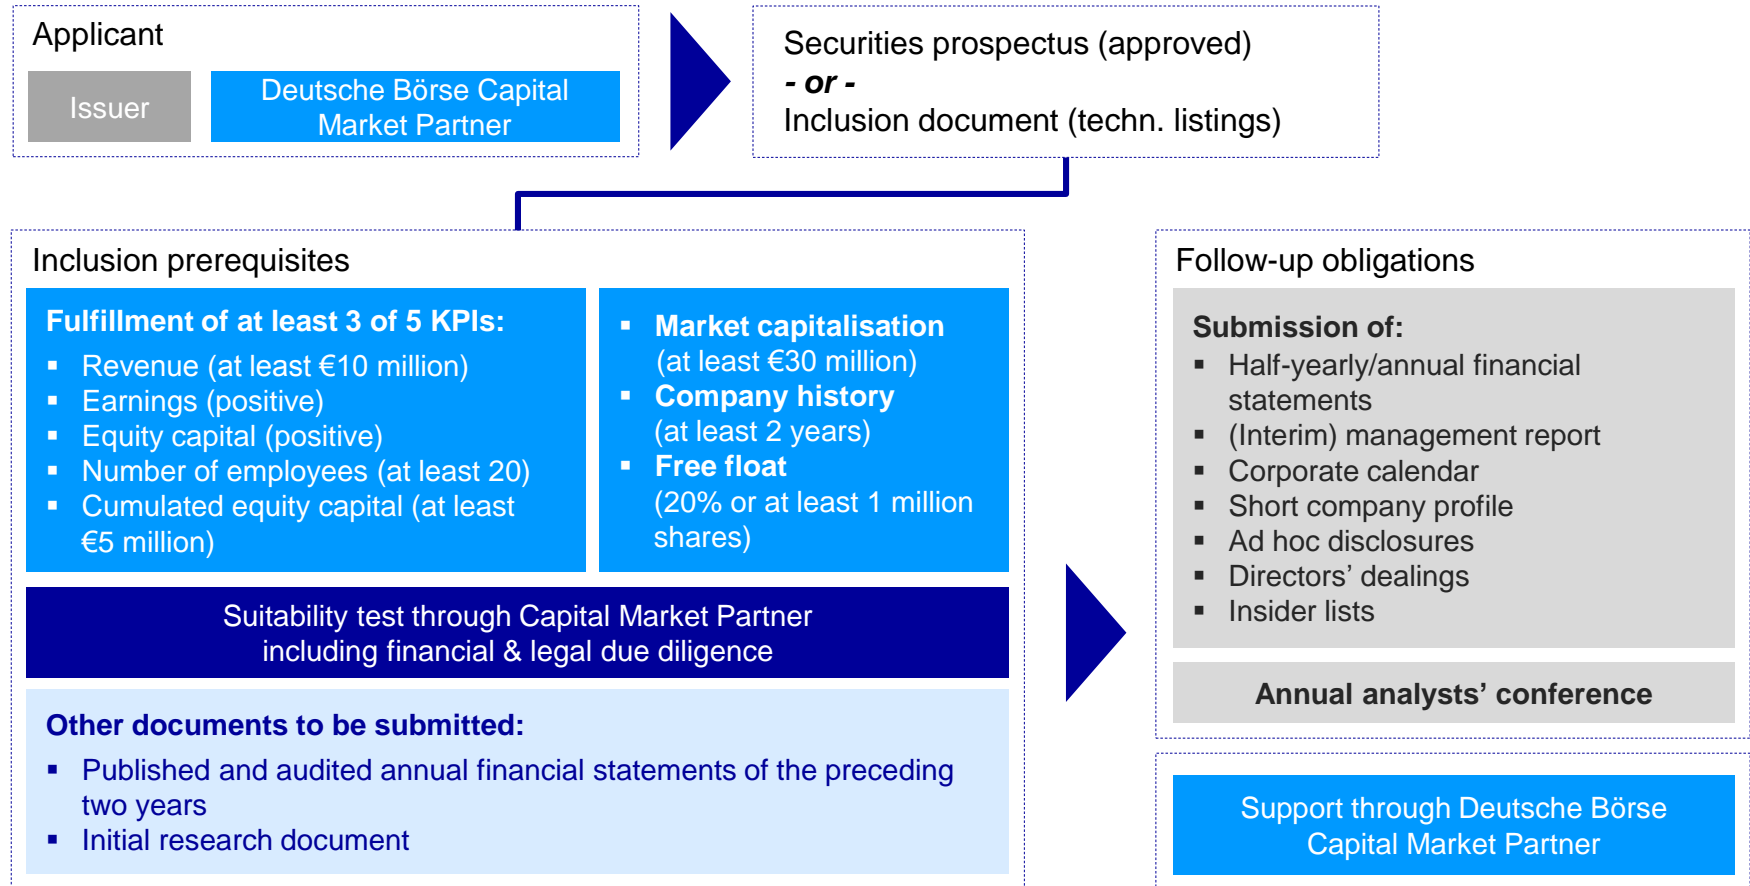 Applicant
Issuer
Deutsche Börse Capital
Market Partner
Securities prospectus (approved)
- or -
Inclusion document (techn. listings)
Inclusion prerequisites
Fulfillment of at least 3 of 5 KPIs:
▪ Revenue (at least €10 million)
▪ Earnings (positive)
▪ Equity capital (positive)
▪ Number of employees (at least 20)
▪ Cumulated equity capital (at least
€5 million)
▪ Market capitalisation
(at least €30 million)
▪ Company history
(at least 2 years)
▪ Free float
(20% or at least 1 million
shares)
Suitability test through Capital Market Partner
including financial & legal due diligence
Other documents to be submitted:
▪ Published and audited annual financial statements of the preceding
two years
▪ Initial research document
Follow-up obligations
Submission of:
▪ Half-yearly/annual financial
statements
▪ (Interim) management report
▪ Corporate calendar
▪ Short company profile
▪ Ad hoc disclosures
▪ Directors’ dealings
▪ Insider lists
Annual analysts’ conference
Support through Deutsche Börse
Capital Market Partner